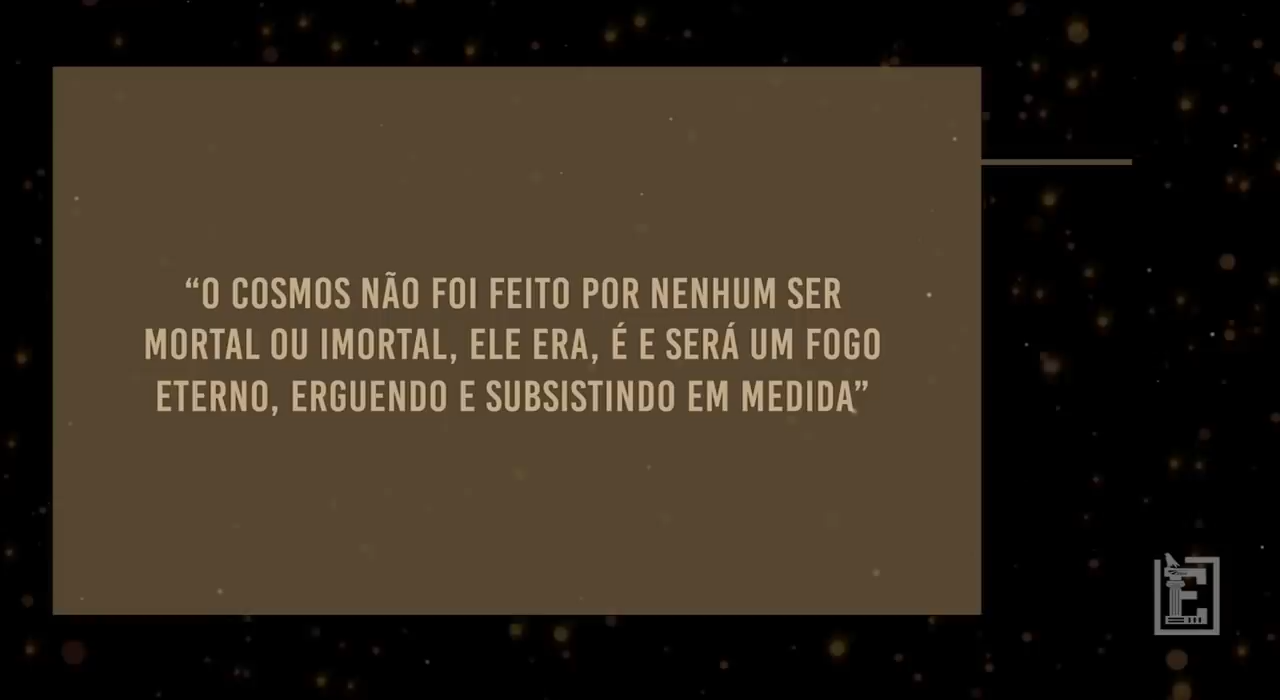 “O COSMOS NÃO FOI FEITO POR NENHUM SER
MORTAL OU IMORTAL, ELE ERA, É E SERÁ UM FOGO
ETERNO, ERGUENDO E SUBSISTINDO EM MEDIDA”
E